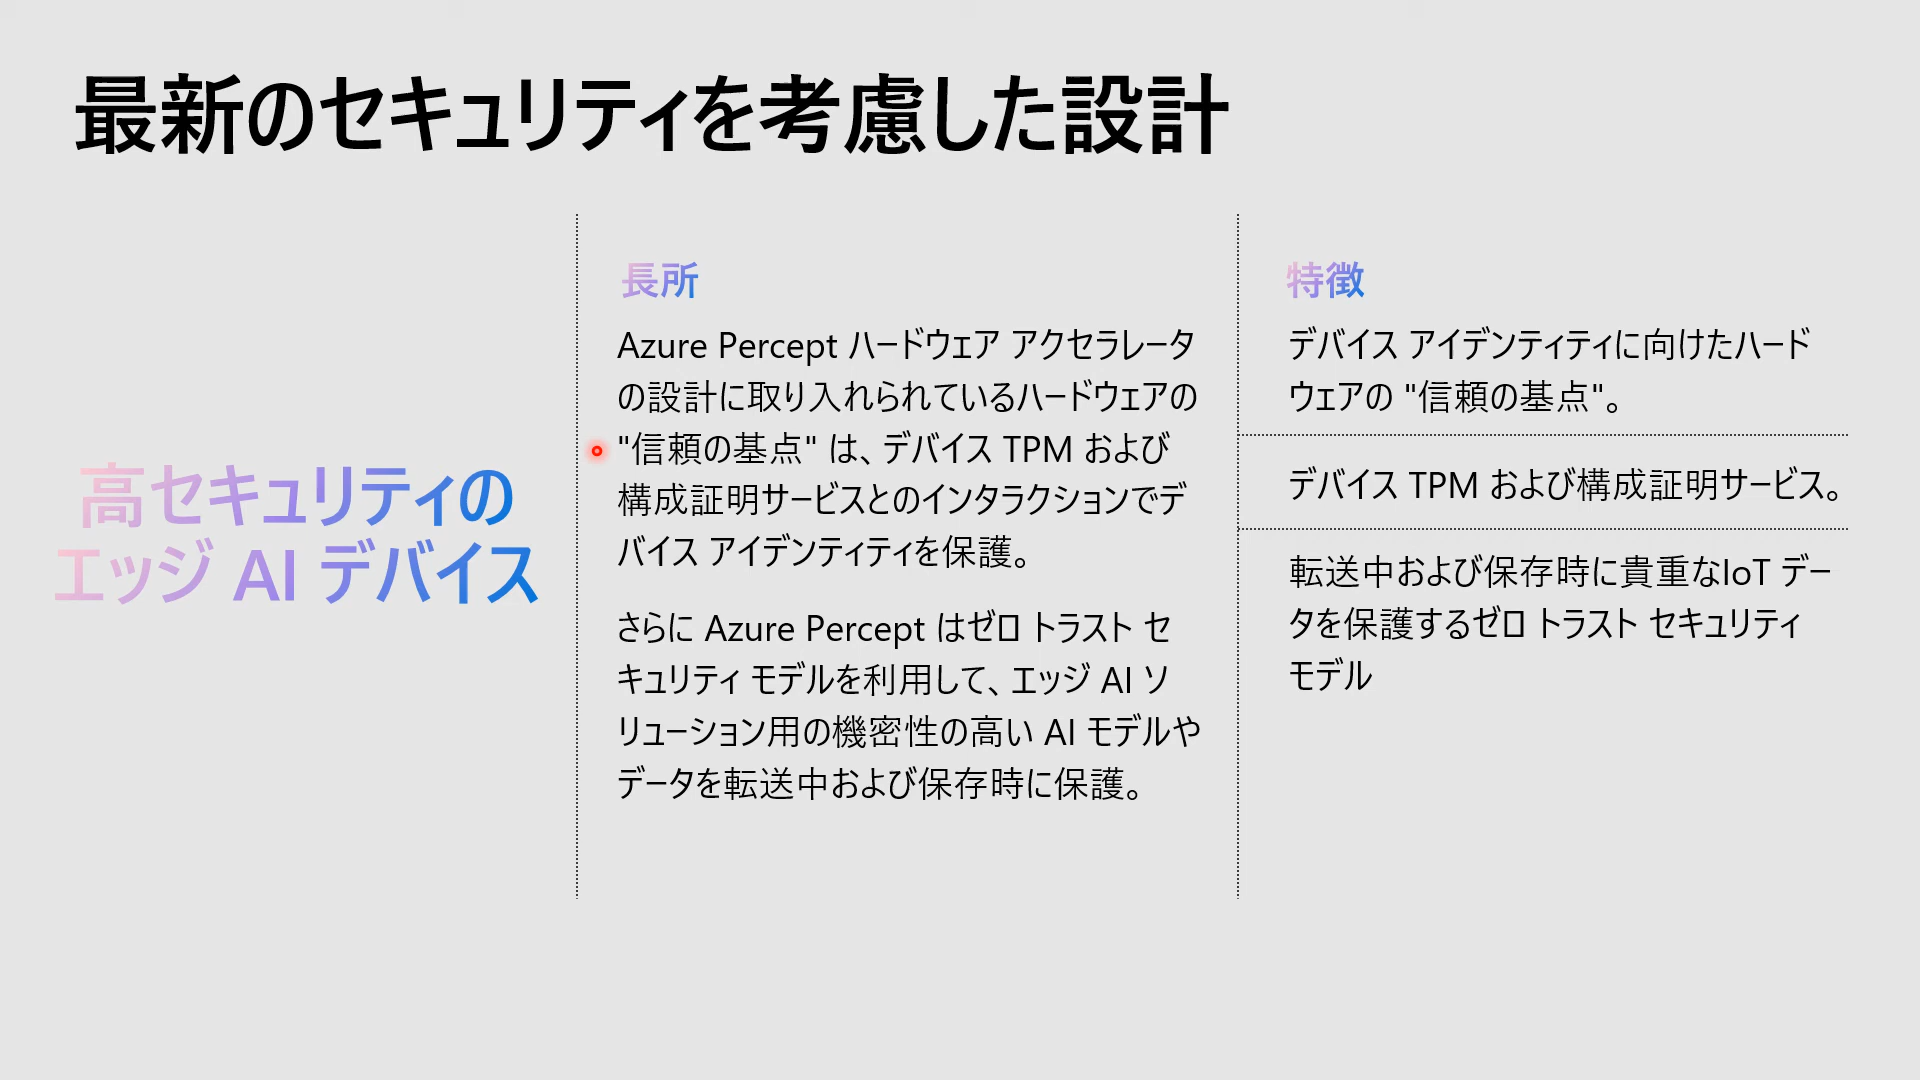 最新のセキュリティを考慮した設計
高セキュリティの
エッジ AI デバイス
長所
Azure Percept ハードウェア アクセラレータ
の設計に取り入れられているハードウェアの
"信頼の基点" は、デバイス TPM および
構成証明サービスとのインタラクションでデ
バイス アイデンティティを保護。
さらに Azure Percept はゼロ トラスト セ
キュリティ モデルを利用して、エッジ AI ソ
リューション用の機密性の高い AI モデルや
データを転送中および保存時に保護。
特徴
デバイス アイデンティティに向けたハード
ウェアの "信頼の基点"。
デバイス TPM および構成証明サービス。
転送中および保存時に貴重なIoT デー
タを保護するゼロ トラスト セキュリティ
モデル